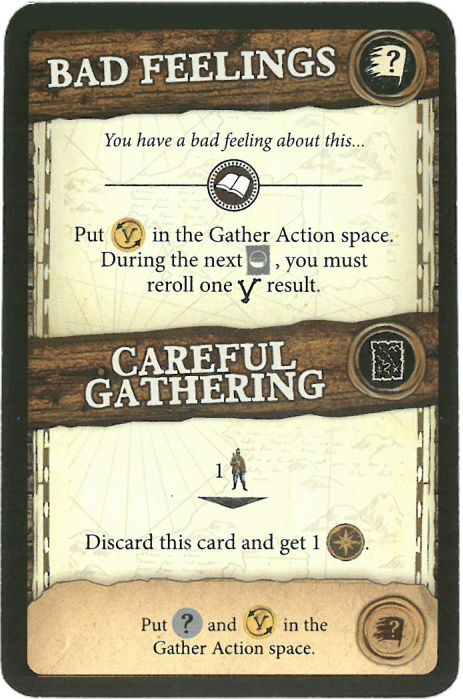 BAD FEELINGS
?
You have a bad feeling about this...
Put in the Gather Action space.
During the next , you must
reroll one result.
CAREFUL
GATHERING
1
Discard this card and get 1 .
Put ? and in the
Gather Action space.
?